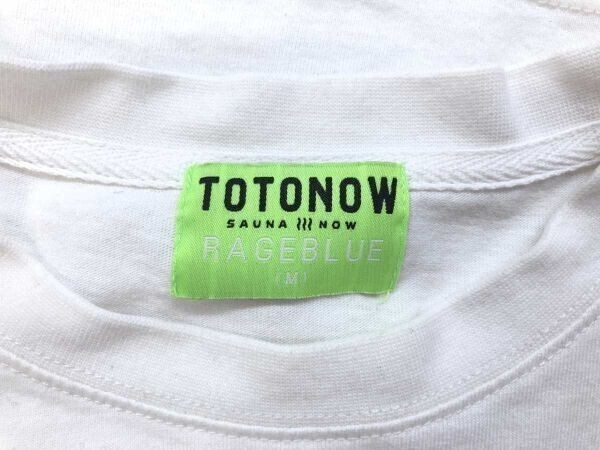 TOTONOW
SAUNA NOW
RAGEBLUE
(M)